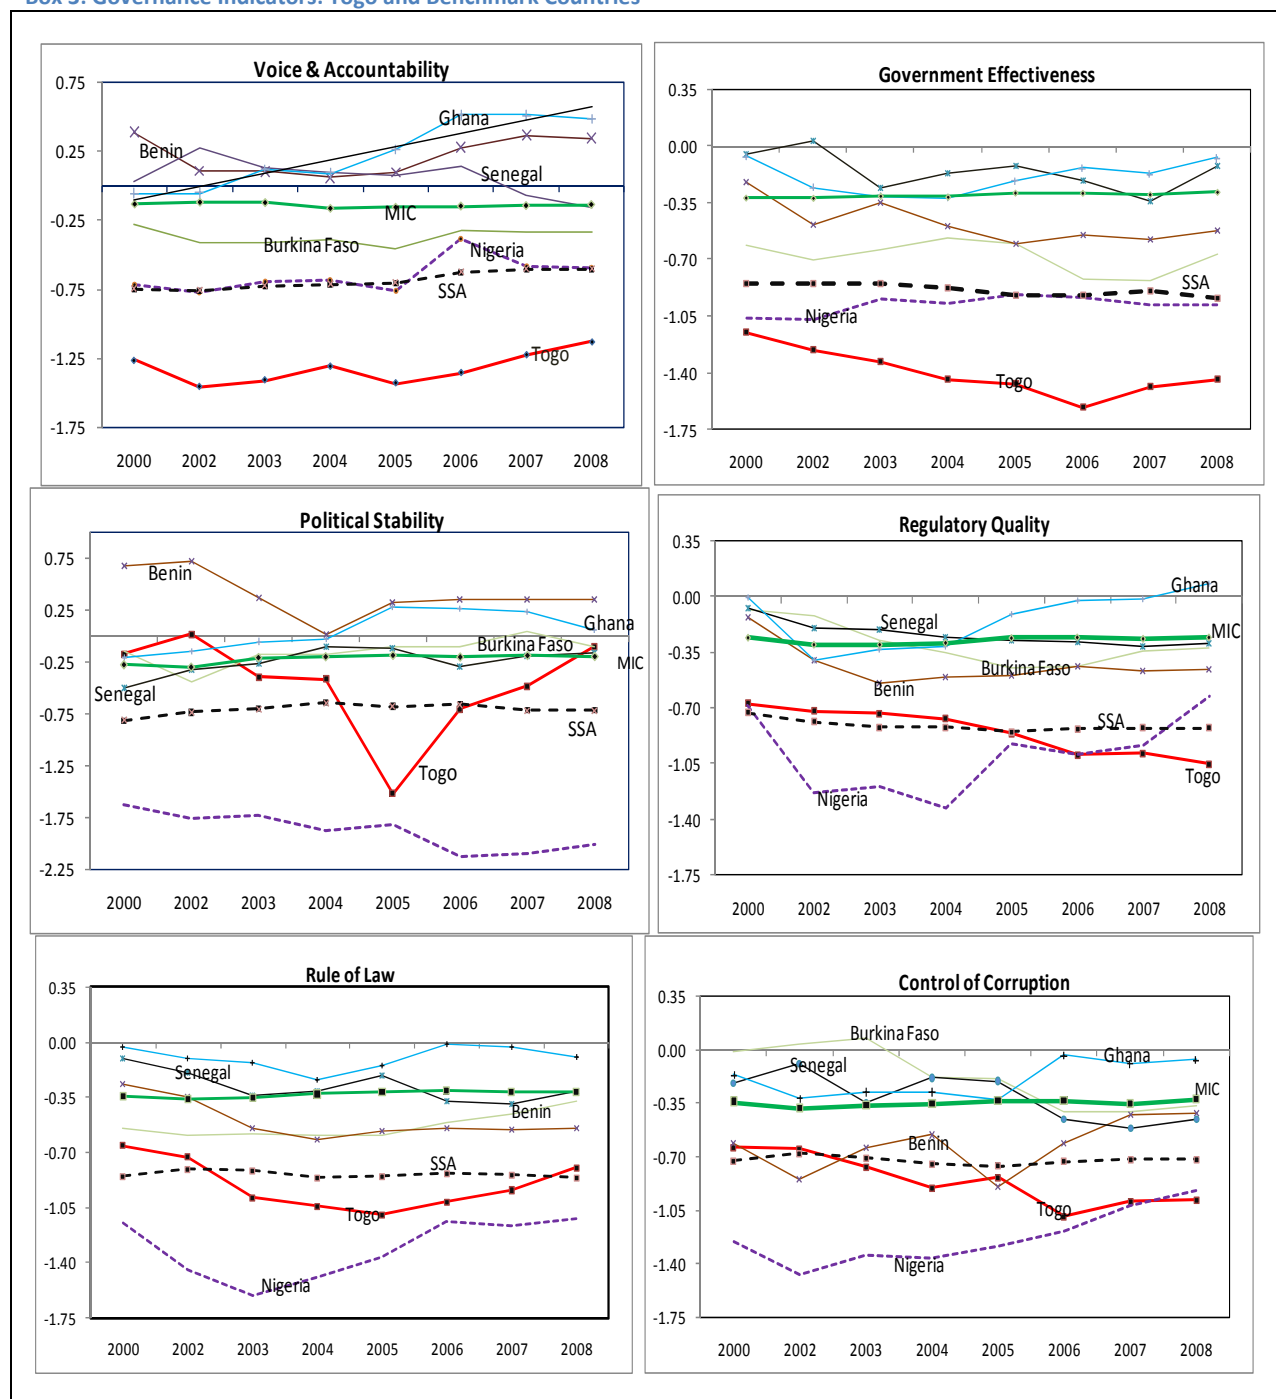 Box 3: Governance Indicators: Togo and Benchmark Countries
Voice & Accountability
0.75
0.25
-0.25
-0.75
-1.25
-1.75
Ghana
Benin
Senegal
MIC
Burkina Faso
Nigeria
SSA
Togo
2000 2002 2003 2004 2005 2006 2007 2008
Government Effectiveness
0.35
0.00
-0.35
-0.70
-1.05
-1.40
-1.75
SSA
Nigeria
Togo
2000 2002 2003 2004 2005 2006 2007 2008
Political Stability
0.75
0.25
-0.25
-0.75
-1.25
-1.75
-2.25
Benin
Ghana
Burkina Faso
MIC
Senegal
SSA
Togo
2000 2002 2003 2004 2005 2006 2007 2008
Regulatory Quality
0.35
0.00
-0.35
-0.70
-1.05
-1.40
-1.75
Ghana
Senegal
MIC
Burkina Faso
Benin
SSA
Togo
Nigeria
2000 2002 2003 2004 2005 2006 2007 2008
Rule of Law
0.35
0.00
-0.35
-0.70
-1.05
-1.40
-1.75
Senegal
Benin
SSA
Togo
Nigeria
2000 2002 2003 2004 2005 2006 2007 2008
Control of Corruption
0.35
0.00
-0.35
-0.70
-1.05
-1.40
-1.75
Burkina Faso
Senegal
Ghana
MIC
Benin
Togo
Nigeria
2000 2002 2003 2004 2005 2006 2007 2008